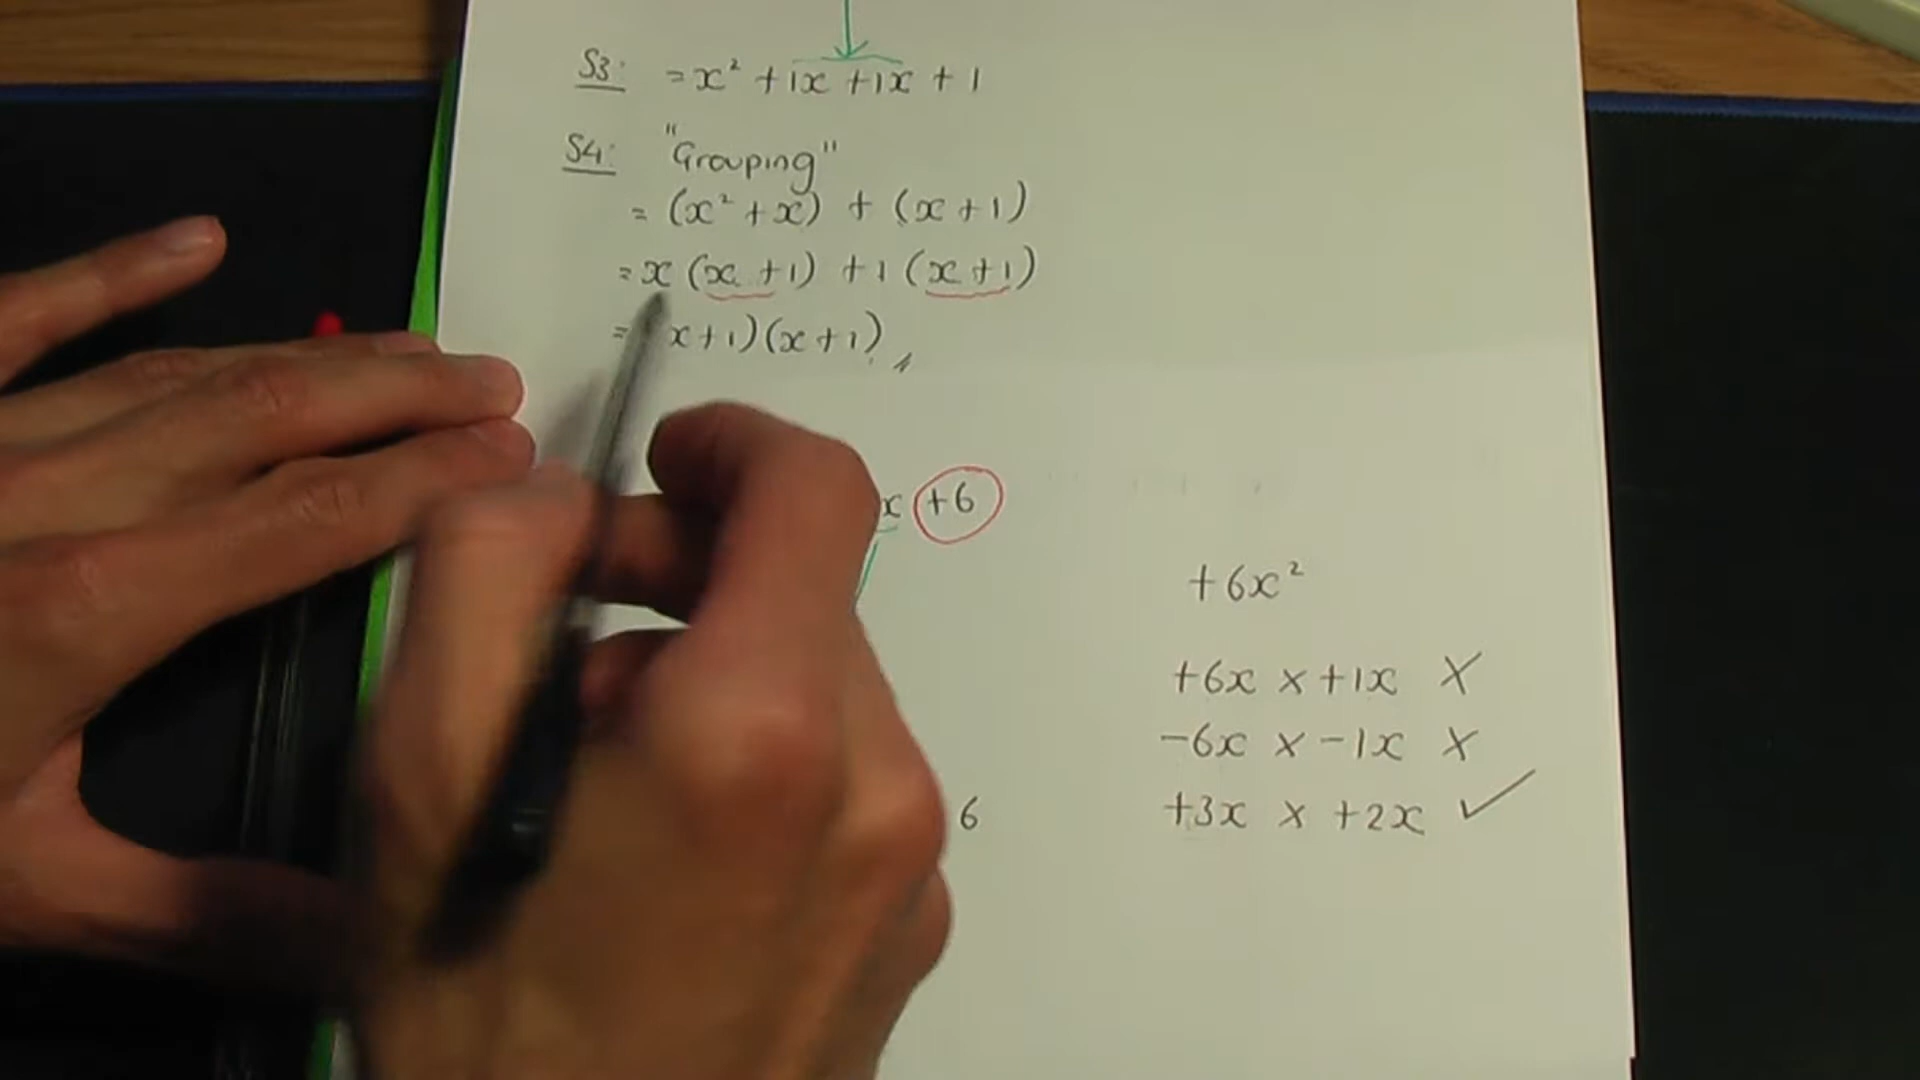 S3: = x² + 1x + 1x + 1
S4: "Grouping"
= (x² + x) + (x + 1)
= x (x + 1) + 1 (x + 1)
= x + 1) (x + 1)
x + 6
+ 6x²
+6x × +1x X
-6x × -1x X
6 +3x × +2x ✓